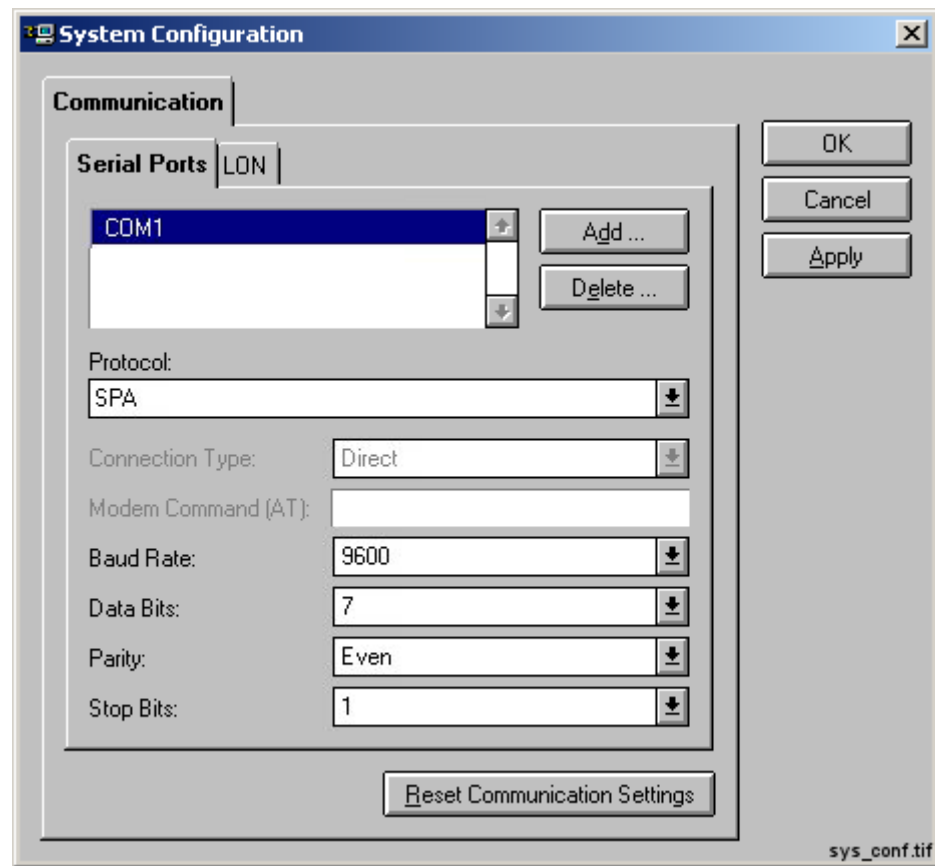 System Configuration
Communication
Serial Ports LON
COM1
Add ...
Delete ...
Protocol:
SPA
Connection Type: Direct
Modem Command (AT):
Baud Rate: 9600
Data Bits: 7
Parity: Even
Stop Bits: 1
Reset Communication Settings
OK
Cancel
Apply
sys_conf.tif